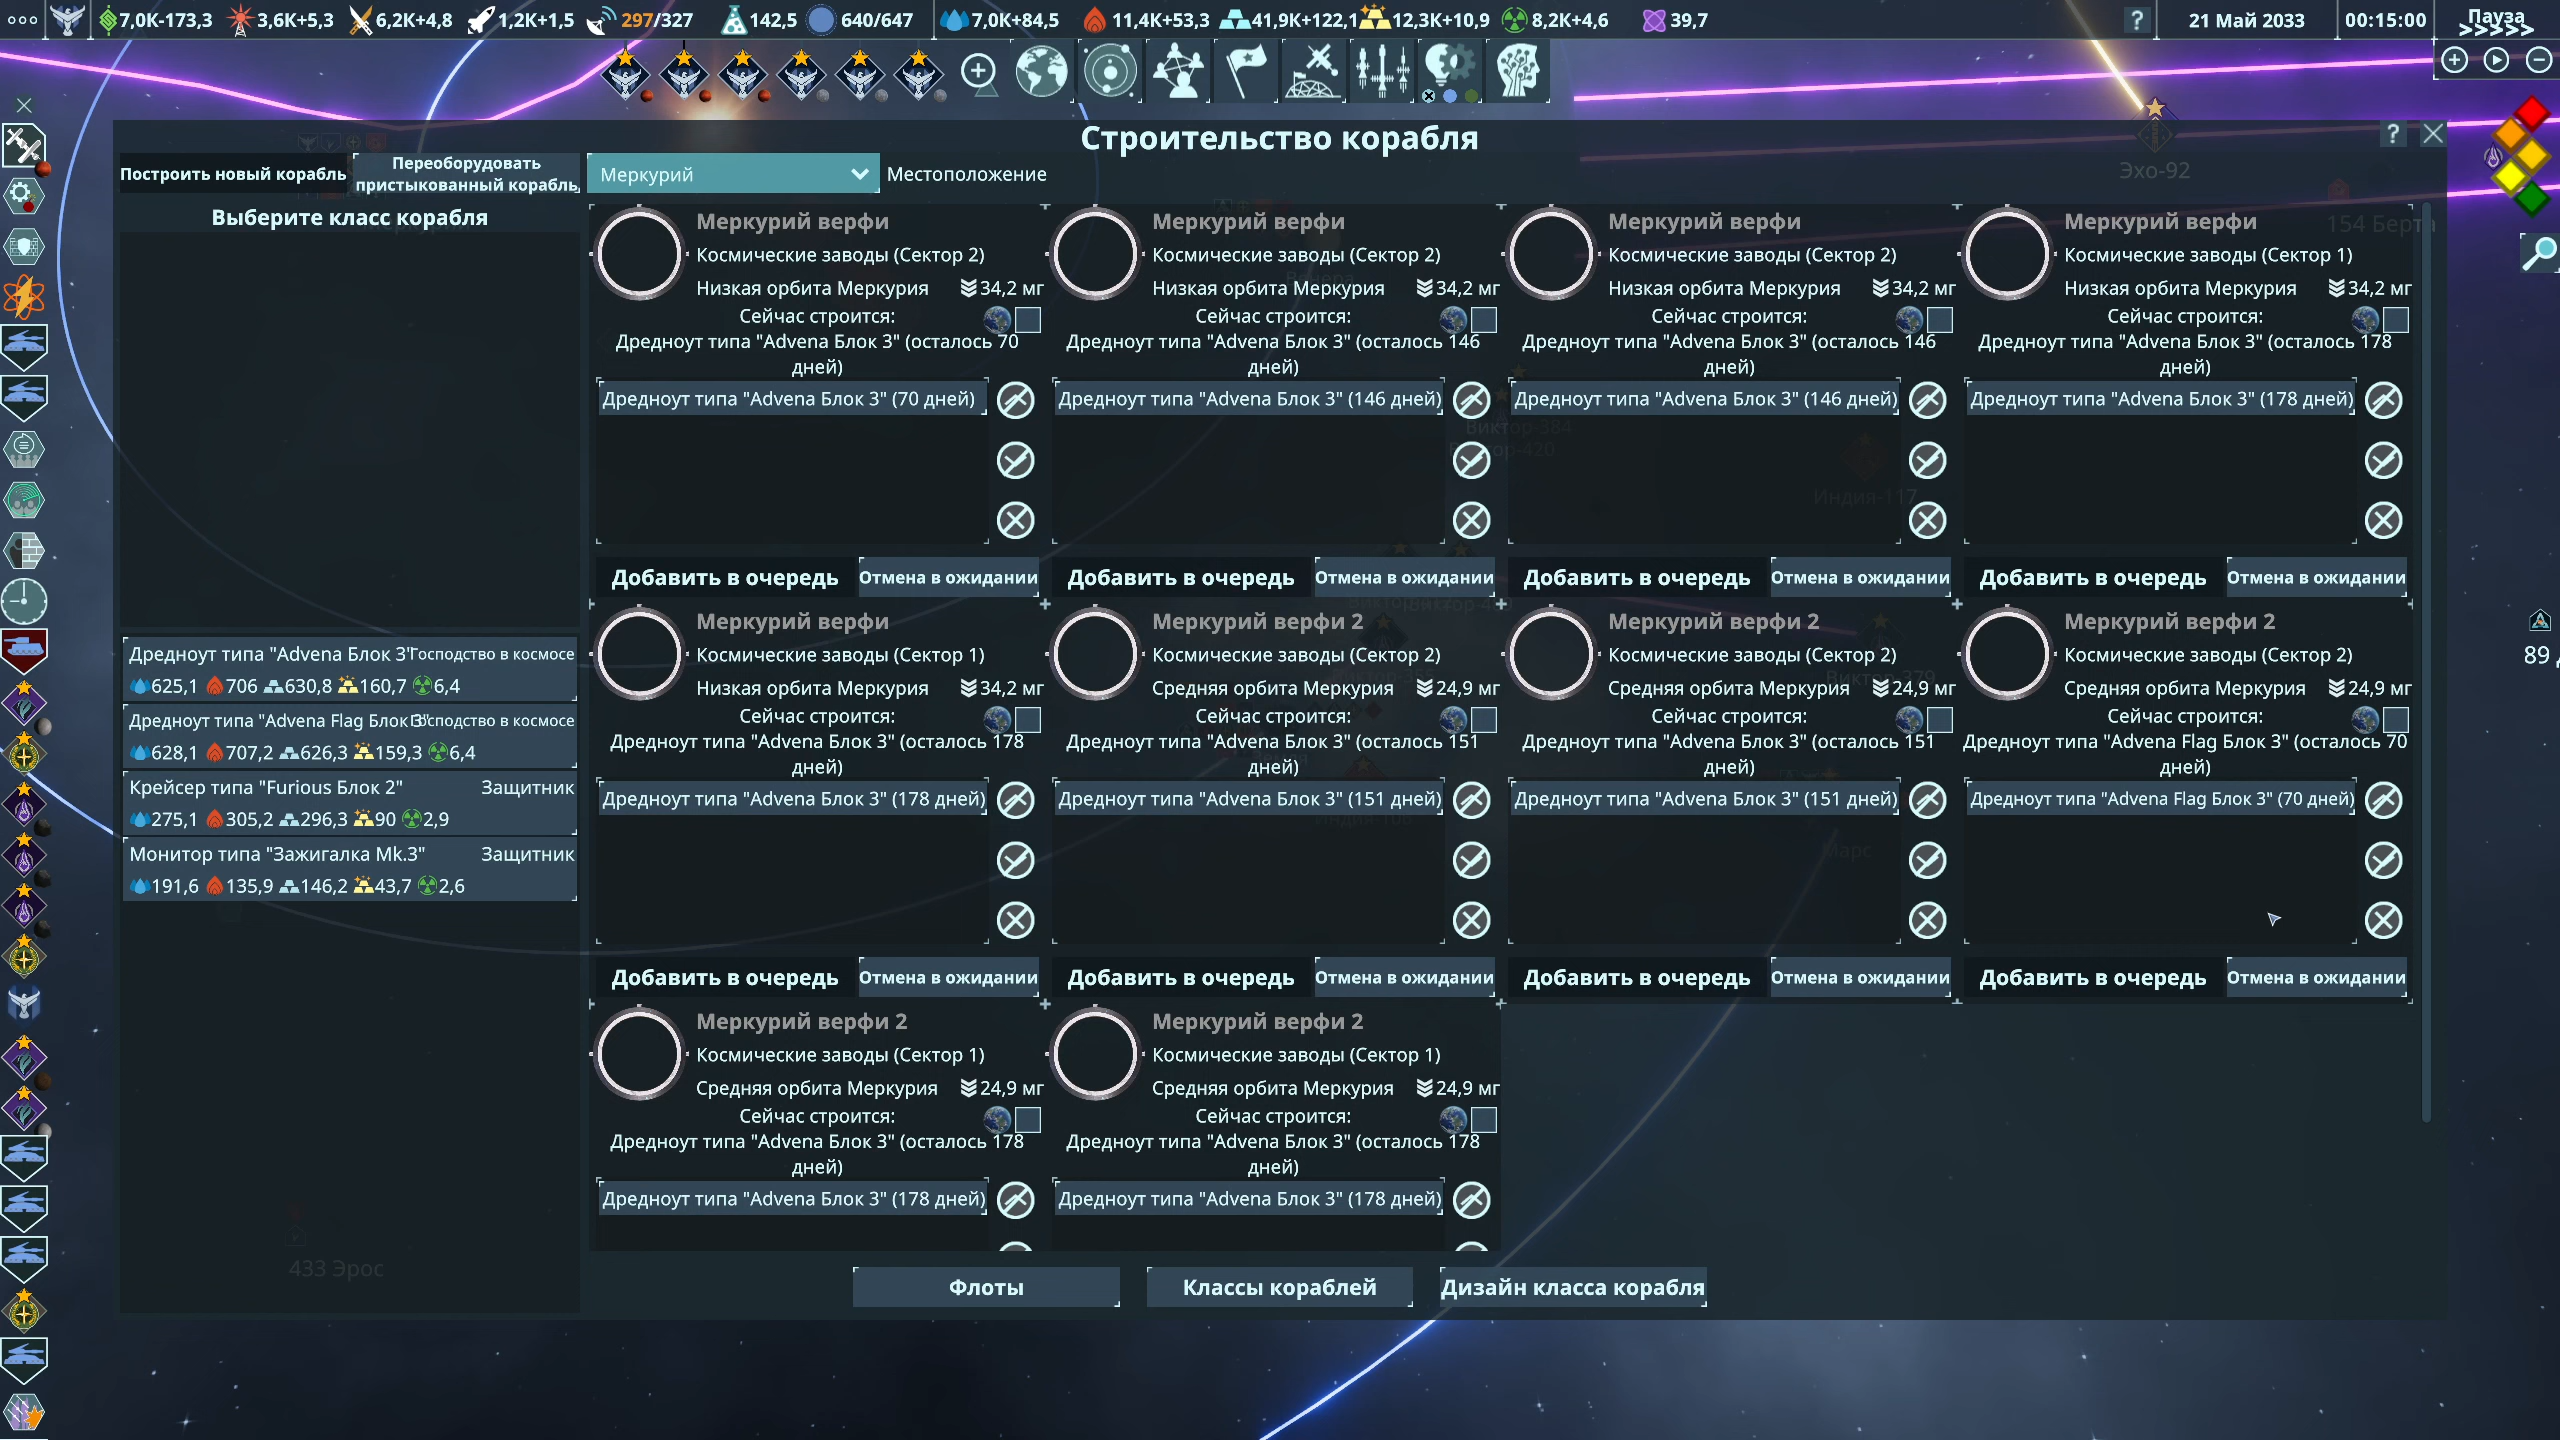 7,0K-173,3 3,6K+5,3 6,2K+4,8 1,2K+1,5 297/327 142,5 640/647 7,0K+84,5 11,4K+53,3 41,9K+122,1 12,3K+10,9 8,2K+4,6 39,7 ? 21 Май 2033 00:15:00 Пауза
>>>>>
Строительство корабля ?
Эхо-92
Построить новый корабль
Переоборудовать пристыкованный корабль
Меркурий
Местоположение
154 Берта
Выберите класс корабля
Дредноут типа "Advena Блок 3" Господство в космосе
625,1 706 630,8 160,7 6,4
Дредноут типа "Advena Flag Блок 3" Господство в космосе
628,1 707,2 626,3 159,3 6,4
Крейсер типа "Furious Блок 2" Защитник
275,1 305,2 296,3 90 2,9
Монитор типа "Зажигалка Mk.3" Защитник
191,6 135,9 146,2 43,7 2,6
433 Эрос
Меркурий верфи
Космические заводы (Сектор 2)
Низкая орбита Меркурия 34,2 мг
Сейчас строится:
Дредноут типа "Advena Блок 3" (осталось 70
дней)
Дредноут типа "Advena Блок 3" (70 дней)
Добавить в очередь Отмена в ожидании
Меркурий верфи
Космические заводы (Сектор 2)
Низкая орбита Меркурия 34,2 мг
Сейчас строится:
Дредноут типа "Advena Блок 3" (осталось 146
дней)
Дредноут типа "Advena Блок 3" (146 дней)
Добавить в очередь Отмена в ожидании
Меркурий верфи
Космические заводы (Сектор 2)
Низкая орбита Меркурия 34,2 мг
Сейчас строится:
Дредноут типа "Advena Блок 3" (осталось 146
дней)
Дредноут типа "Advena Блок 3" (146 дней)
Добавить в очередь Отмена в ожидании
Меркурий верфи
Космические заводы (Сектор 1)
Низкая орбита Меркурия 34,2 мг
Сейчас строится:
Дредноут типа "Advena Блок 3" (осталось 178
дней)
Дредноут типа "Advena Блок 3" (178 дней)
Добавить в очередь Отмена в ожидании
Виктор-384
Индия-117
Меркурий верфи
Космические заводы (Сектор 1)
Низкая орбита Меркурия 34,2 мг
Сейчас строится:
Дредноут типа "Advena Блок 3" (осталось 178
дней)
Дредноут типа "Advena Блок 3" (178 дней)
Добавить в очередь Отмена в ожидании
Меркурий верфи 2
Космические заводы (Сектор 2)
Средняя орбита Меркурия 24,9 мг
Сейчас строится:
Дредноут типа "Advena Блок 3" (осталось 151
дней)
Дредноут типа "Advena Блок 3" (151 дней)
Добавить в очередь Отмена в ожидании
Меркурий верфи 2
Космические заводы (Сектор 2)
Средняя орбита Меркурия 24,9 мг
Сейчас строится:
Дредноут типа "Advena Блок 3" (осталось 151
дней)
Дредноут типа "Advena Блок 3" (151 дней)
Добавить в очередь Отмена в ожидании
Меркурий верфи 2
Космические заводы (Сектор 2)
Средняя орбита Меркурия 24,9 мг
Сейчас строится:
Дредноут типа "Advena Flag Блок 3" (осталось 70
дней)
Дредноут типа "Advena Flag Блок 3" (70 дней)
Добавить в очередь Отмена в ожидании
Марс
89
Меркурий верфи 2
Космические заводы (Сектор 1)
Средняя орбита Меркурия 24,9 мг
Сейчас строится:
Дредноут типа "Advena Блок 3" (осталось 178
дней)
Дредноут типа "Advena Блок 3" (178 дней)
Меркурий верфи 2
Космические заводы (Сектор 1)
Средняя орбита Меркурия 24,9 мг
Сейчас строится:
Дредноут типа "Advena Блок 3" (осталось 178
дней)
Дредноут типа "Advena Блок 3" (178 дней)
Флоты Классы кораблей Дизайн класса корабля